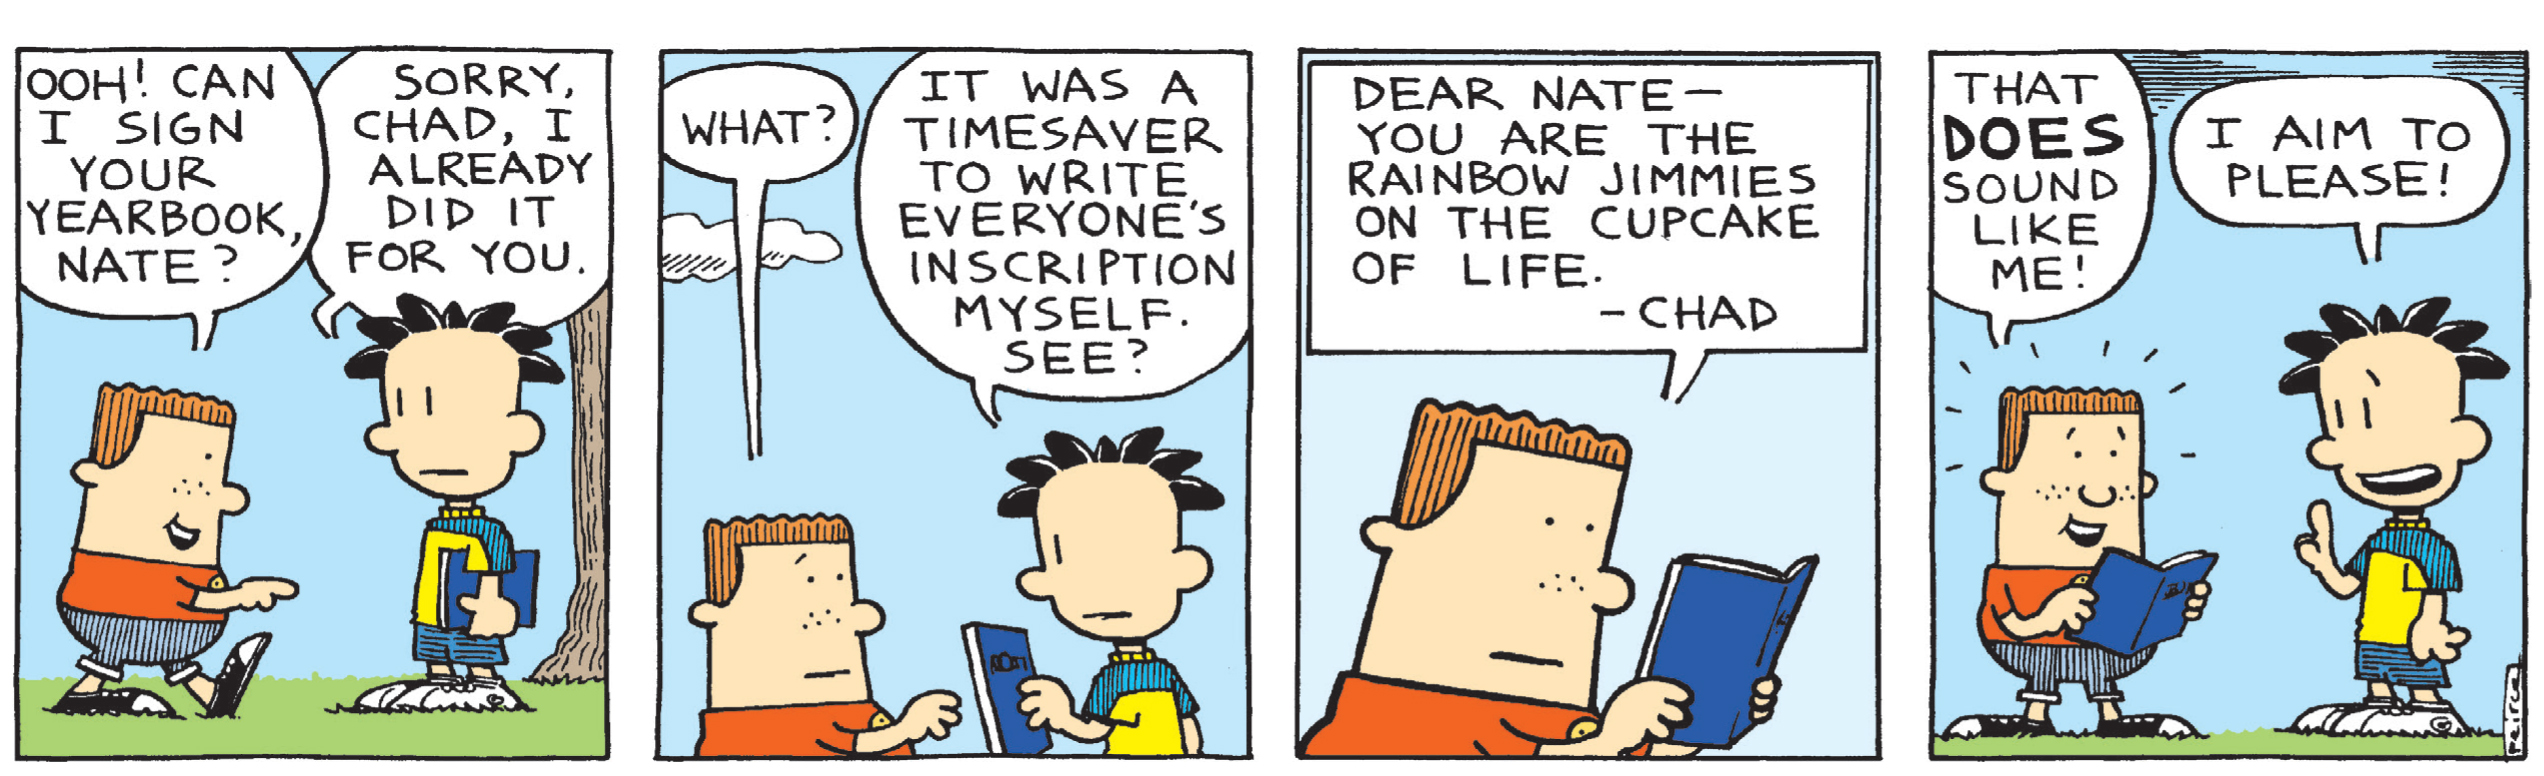 OOH! CAN
I SIGN
YOUR
YEARBOOK,
NATE?
SORRY,
CHAD, I
ALREADY
DID IT
FOR YOU.
WHAT?
IT WAS A
TIMESAVER
TO WRITE
EVERYONE'S
INSCRIPTION
MYSELF.
SEE?
DEAR NATE—
YOU ARE THE
RAINBOW JIMMIES
ON THE CUPCAKE
OF LIFE.
-CHAD
THAT
DOES
SOUND
LIKE
ME!
I AIM TO
PLEASE!
Peirce